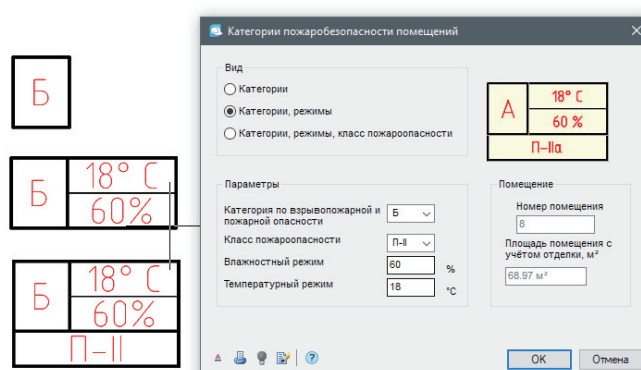 Б
Б
18° C
60%
Б
18° C
60%
П-II
Категории пожаробезопасности помещений
Вид
Категории
Категории, режимы
Категории, режимы, класс пожароопасности
А
18° C
60 %
П-IIа
Параметры
Категория по взрывопожарной и
пожарной опасности
Б
Класс пожароопасности
П-II
Влажностный режим
60
%
Температурный режим
18
°C
Помещение
Номер помещения
8
Площадь помещения с
учётом отделки, м²
68.97 м²
OK
Отмена